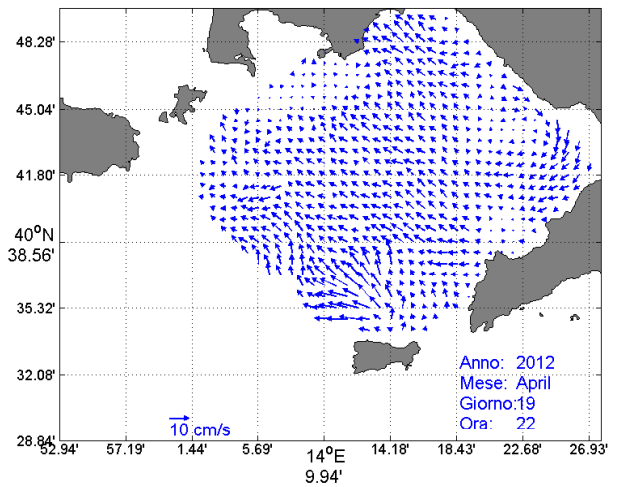 48.28'
45.04'
41.80'
40°N
38.56'
35.32'
32.08'
28.84'
Anno: 2012
Mese: April
Giorno:19
Ora: 22
10 cm/s
52.94' 57.19' 1.44' 5.69' 14°E 14.18' 18.43' 22.68' 26.93'
9.94'